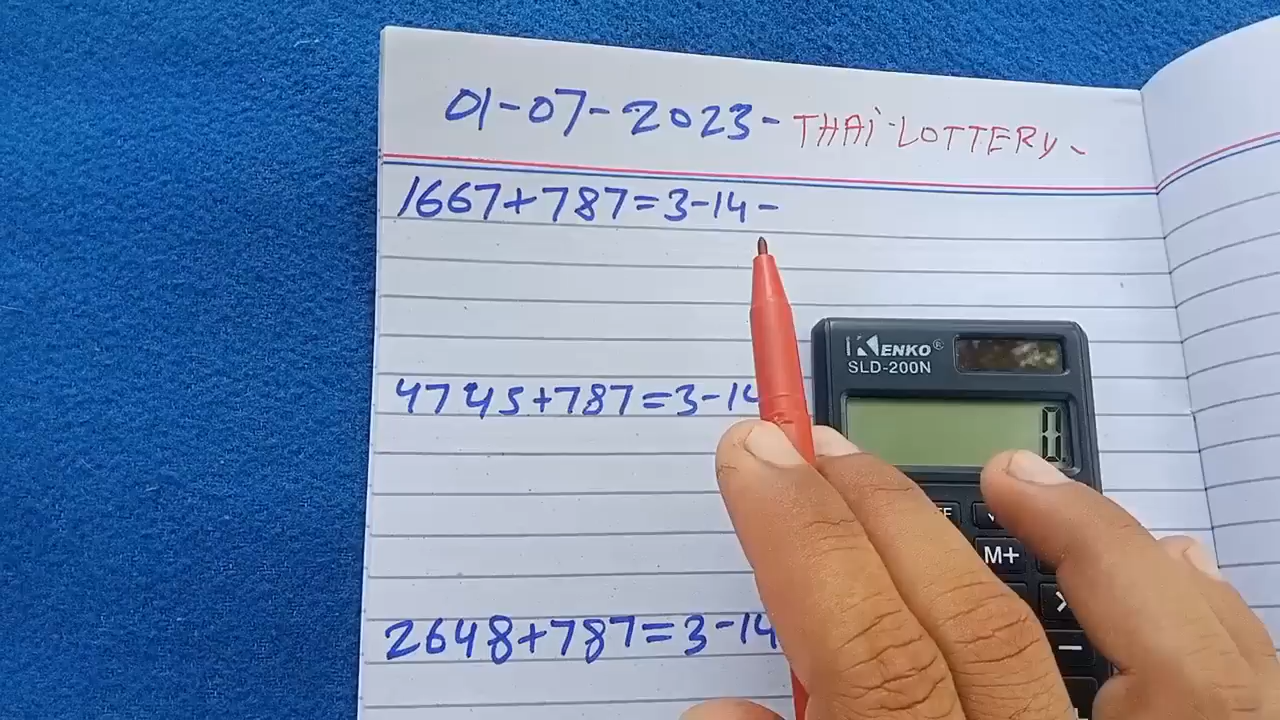 01-07-2023- THAi-LOTTERY-
1667+787=3-14-
KENKO®
SLD-200N
4745+787=3-14
0
M+
2648+787=3-14